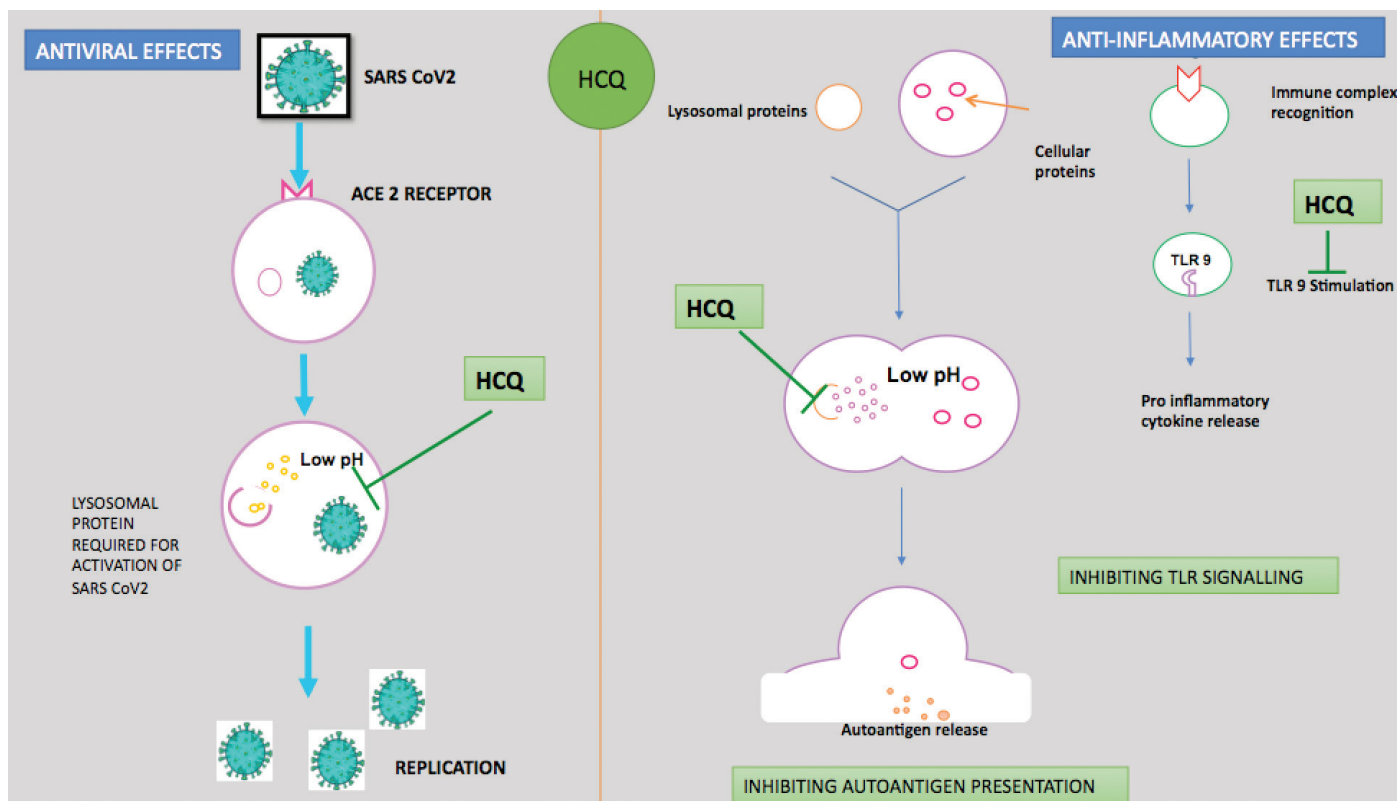 ANTIVIRAL EFFECTS
SARS CoV2
ACE 2 RECEPTOR
HCQ
Low pH
LYSOSOMAL
PROTEIN
REQUIRED FOR
ACTIVATION OF
SARS CoV2
REPLICATION
HCQ
Lysosomal proteins
Cellular
proteins
HCQ
Low pH
Autoantigen release
INHIBITING AUTOANTIGEN PRESENTATION
ANTI-INFLAMMATORY EFFECTS
Immune complex
recognition
HCQ
TLR 9
TLR 9 Stimulation
Pro inflammatory
cytokine release
INHIBITING TLR SIGNALLING